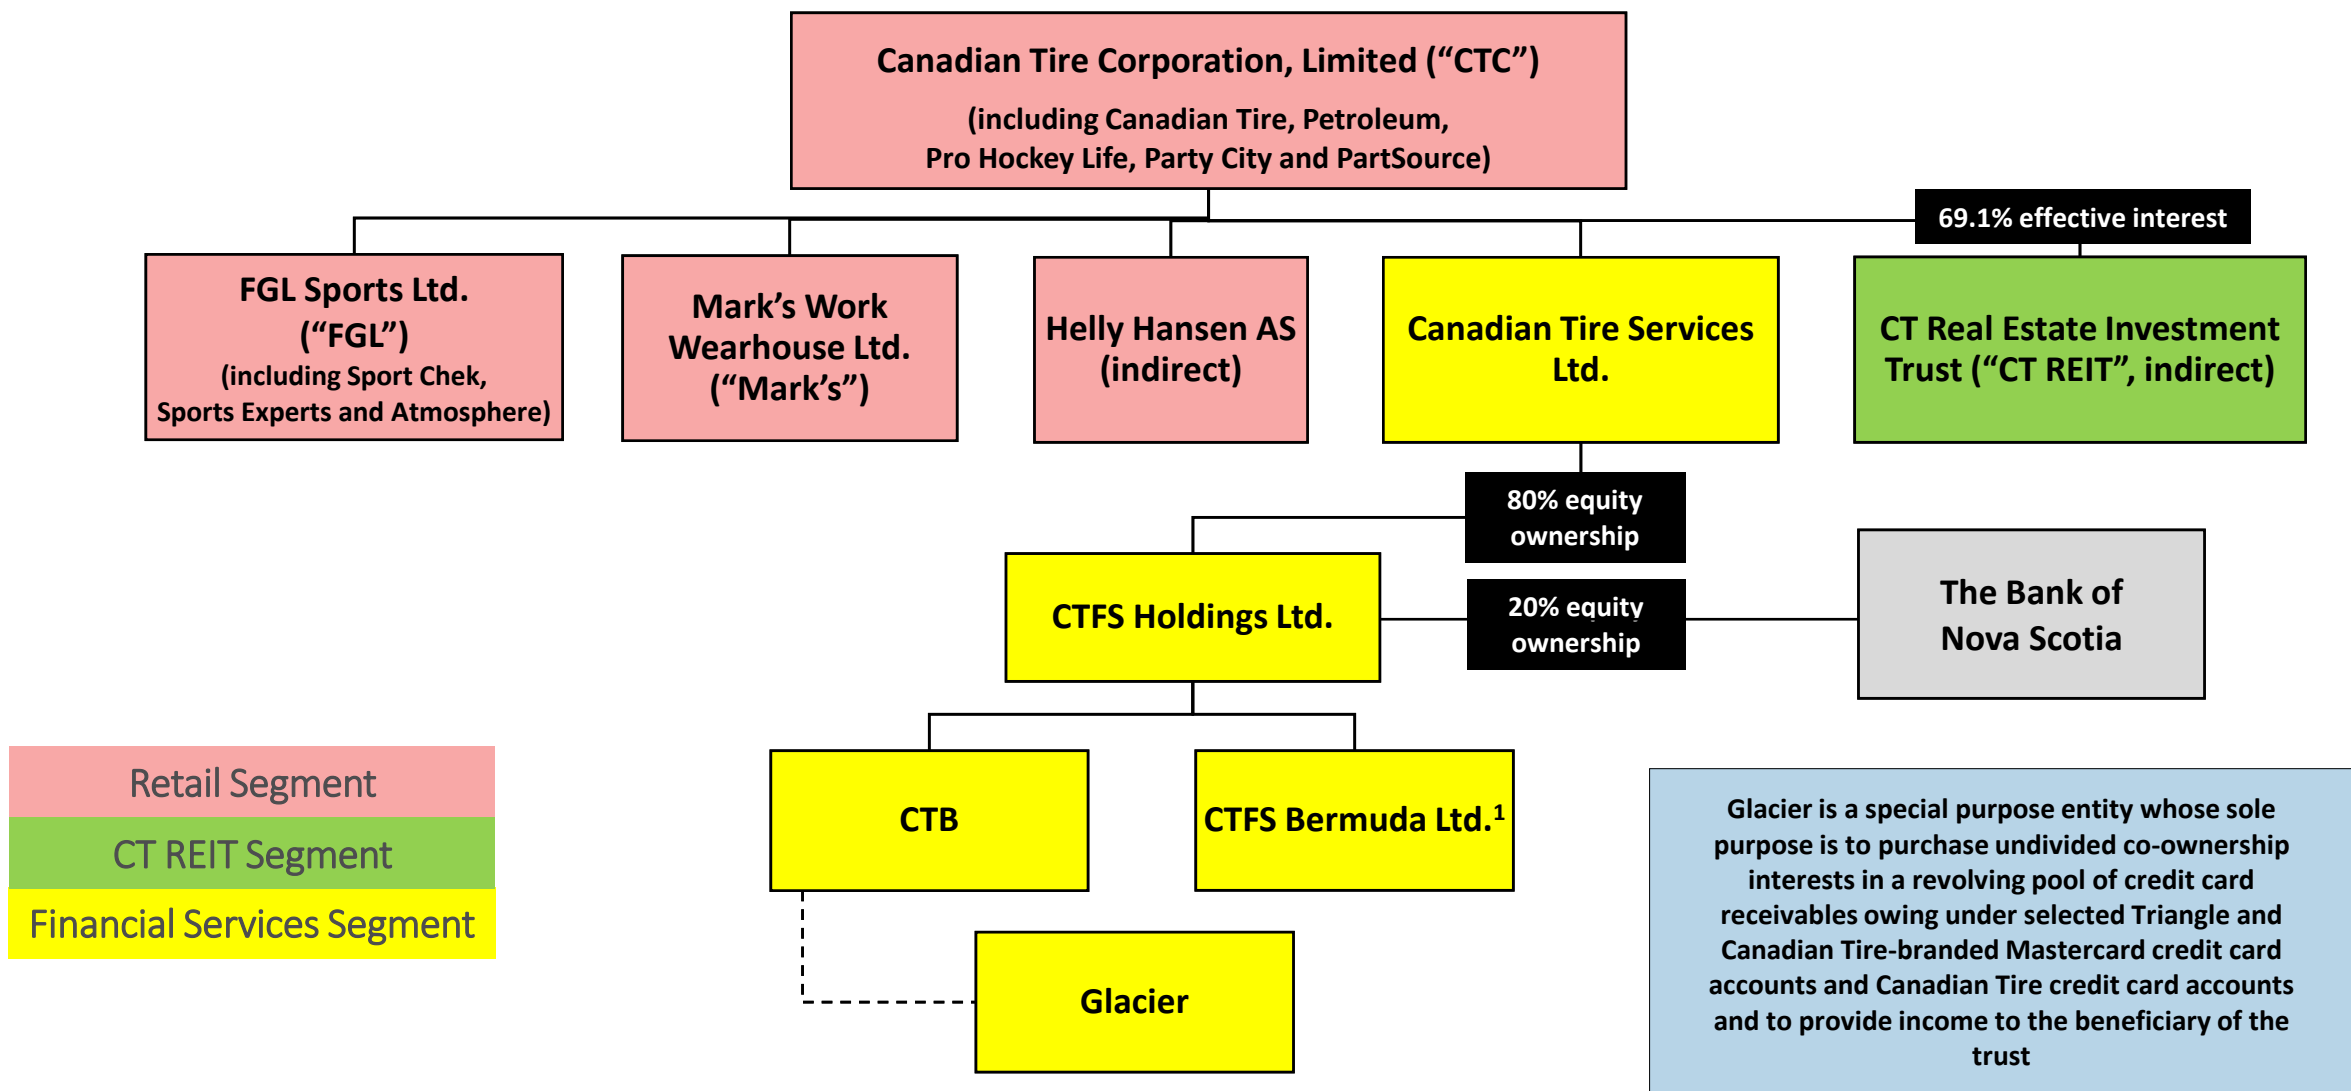 Canadian Tire Corporation, Limited (“CTC”)
(including Canadian Tire, Petroleum,
Pro Hockey Life, Party City and PartSource)
69.1% effective interest
FGL Sports Ltd.
(“FGL”)
(including Sport Chek,
Sports Experts and Atmosphere)
Mark’s Work
Wearhouse Ltd.
(“Mark’s”)
Helly Hansen AS
(indirect)
Canadian Tire Services
Ltd.
CT Real Estate Investment
Trust (“CT REIT”, indirect)
80% equity
ownership
CTFS Holdings Ltd.
20% equity
ownership
The Bank of
Nova Scotia
CTB
CTFS Bermuda Ltd.1
Glacier
Retail Segment
CT REIT Segment
Financial Services Segment
Glacier is a special purpose entity whose sole
purpose is to purchase undivided co-ownership
interests in a revolving pool of credit card
receivables owing under selected Triangle and
Canadian Tire-branded Mastercard credit card
accounts and Canadian Tire credit card accounts
and to provide income to the beneficiary of the
trust